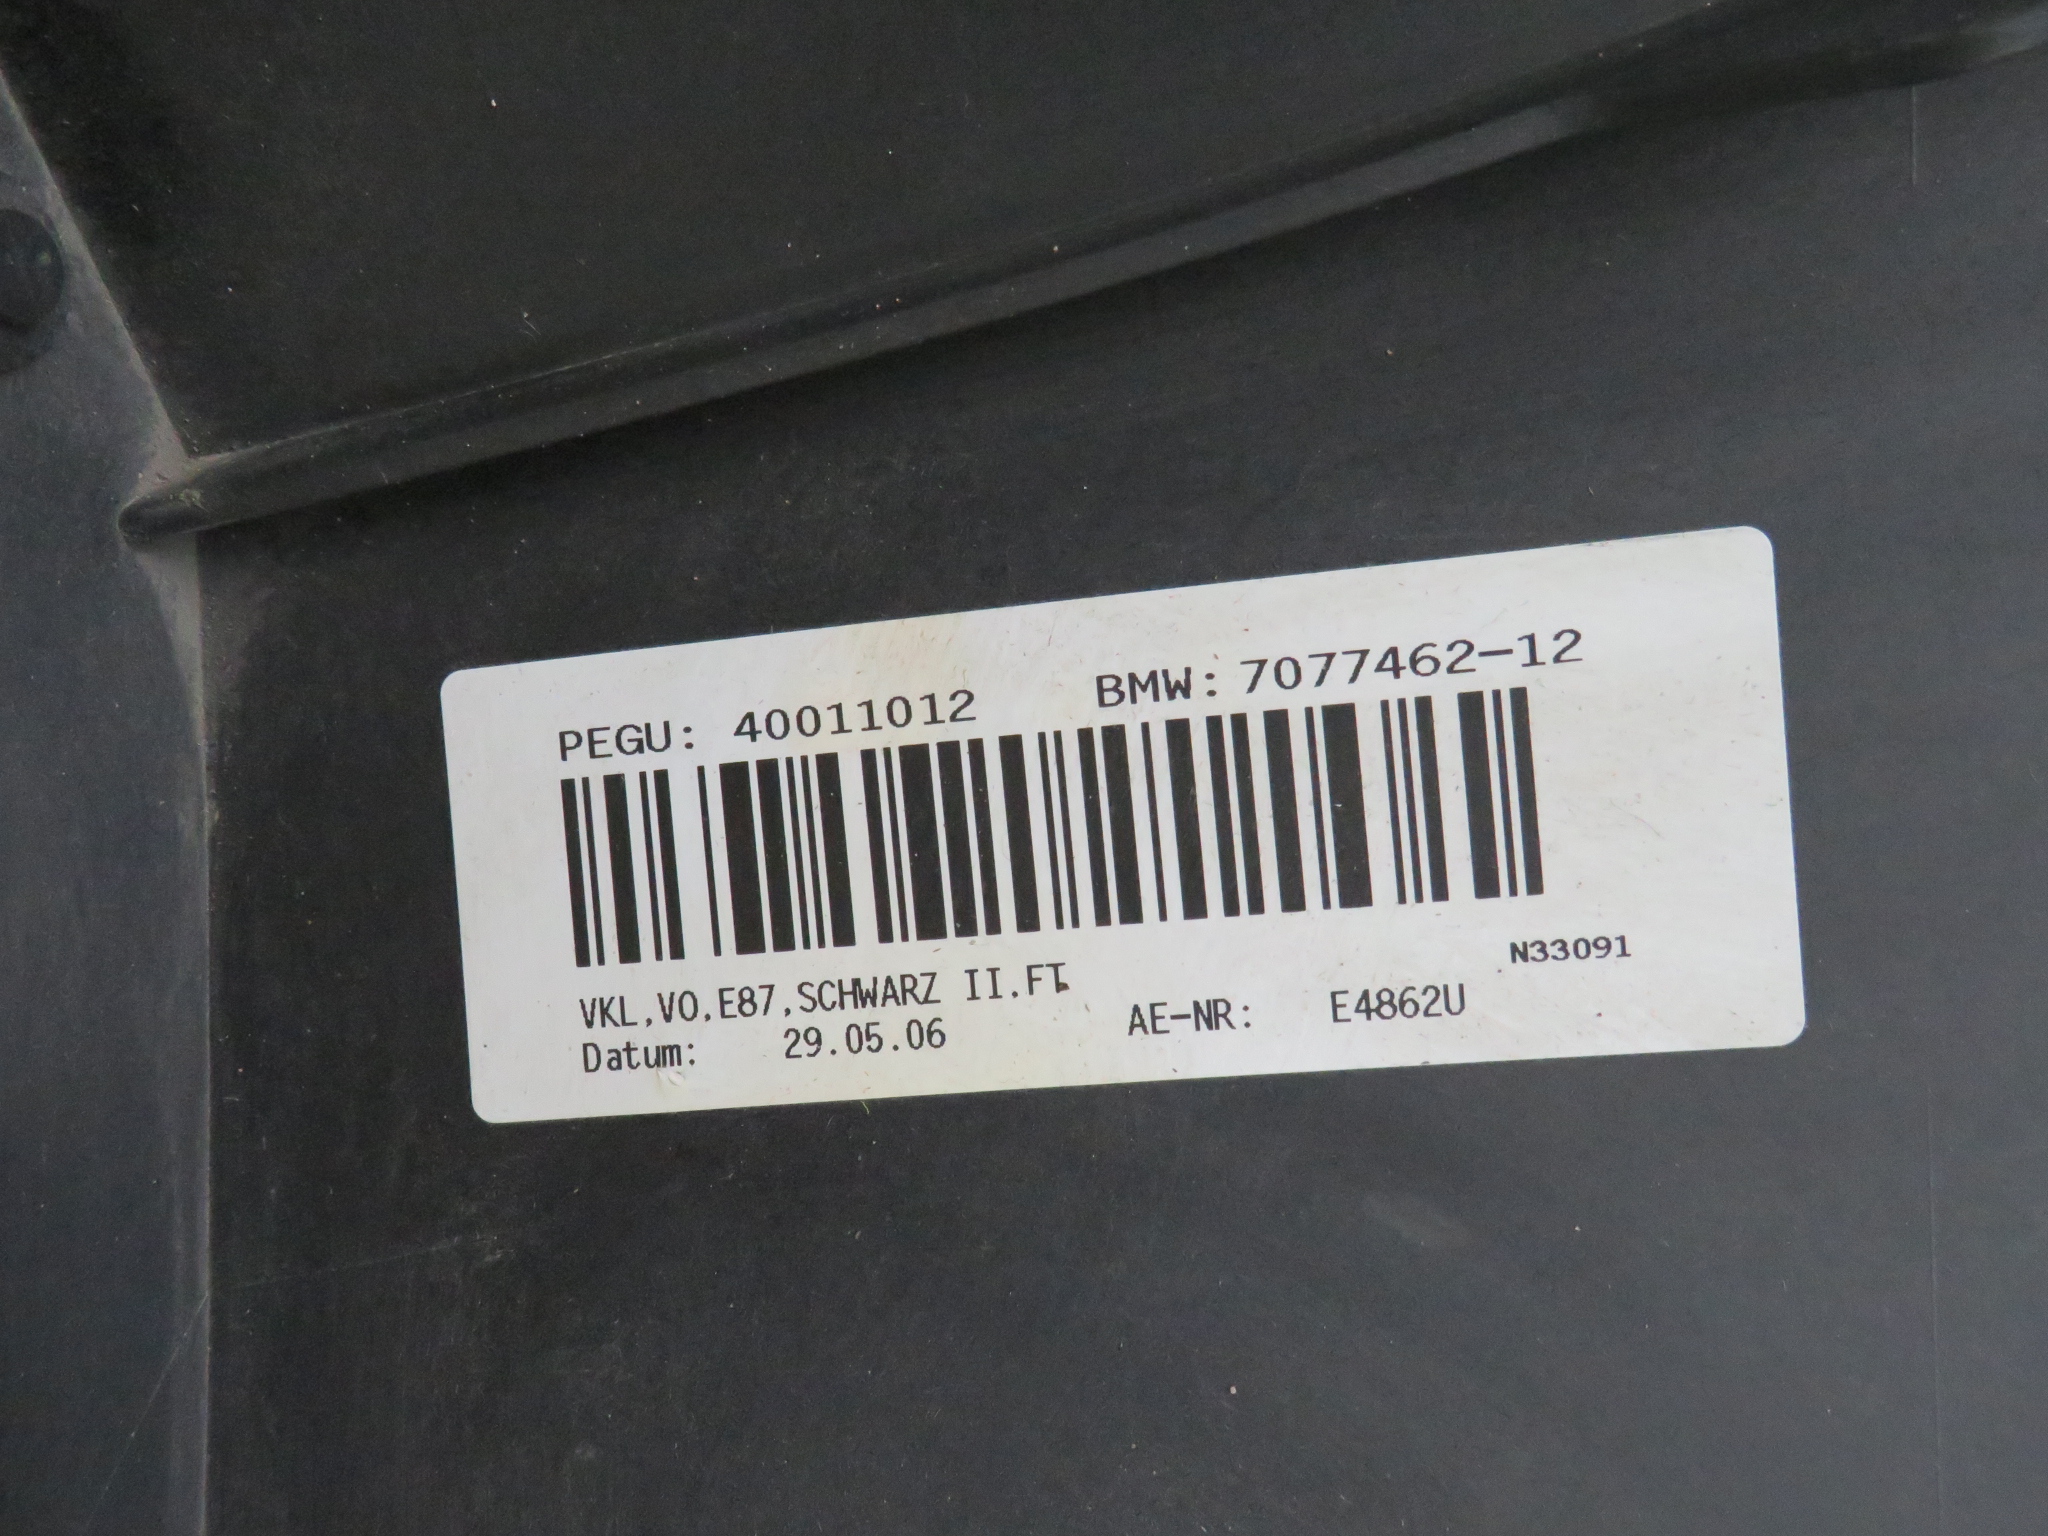 PEGU: 40011012 BMW: 7077462-12
N33091
VKL,VO,E87,SCHWARZ II.FT
Datum: 29.05.06 AE-NR: E4862U